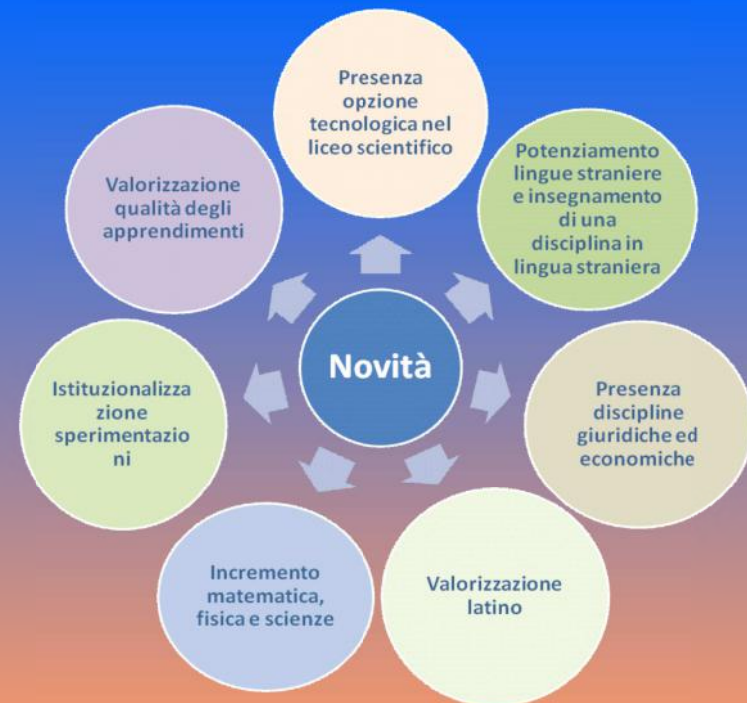 Presenza
opzione
tecnologica nel
liceo scientifico
Potenziamento
lingue straniere
e insegnamento
di una
disciplina in
lingua straniera
Presenza
discipline
giuridiche ed
economiche
Valorizzazione
latino
Incremento
matematica,
fisica e scienze
Istituzionalizza
zione
sperimentazio
ni
Valorizzazione
qualità degli
apprendimenti
Novità